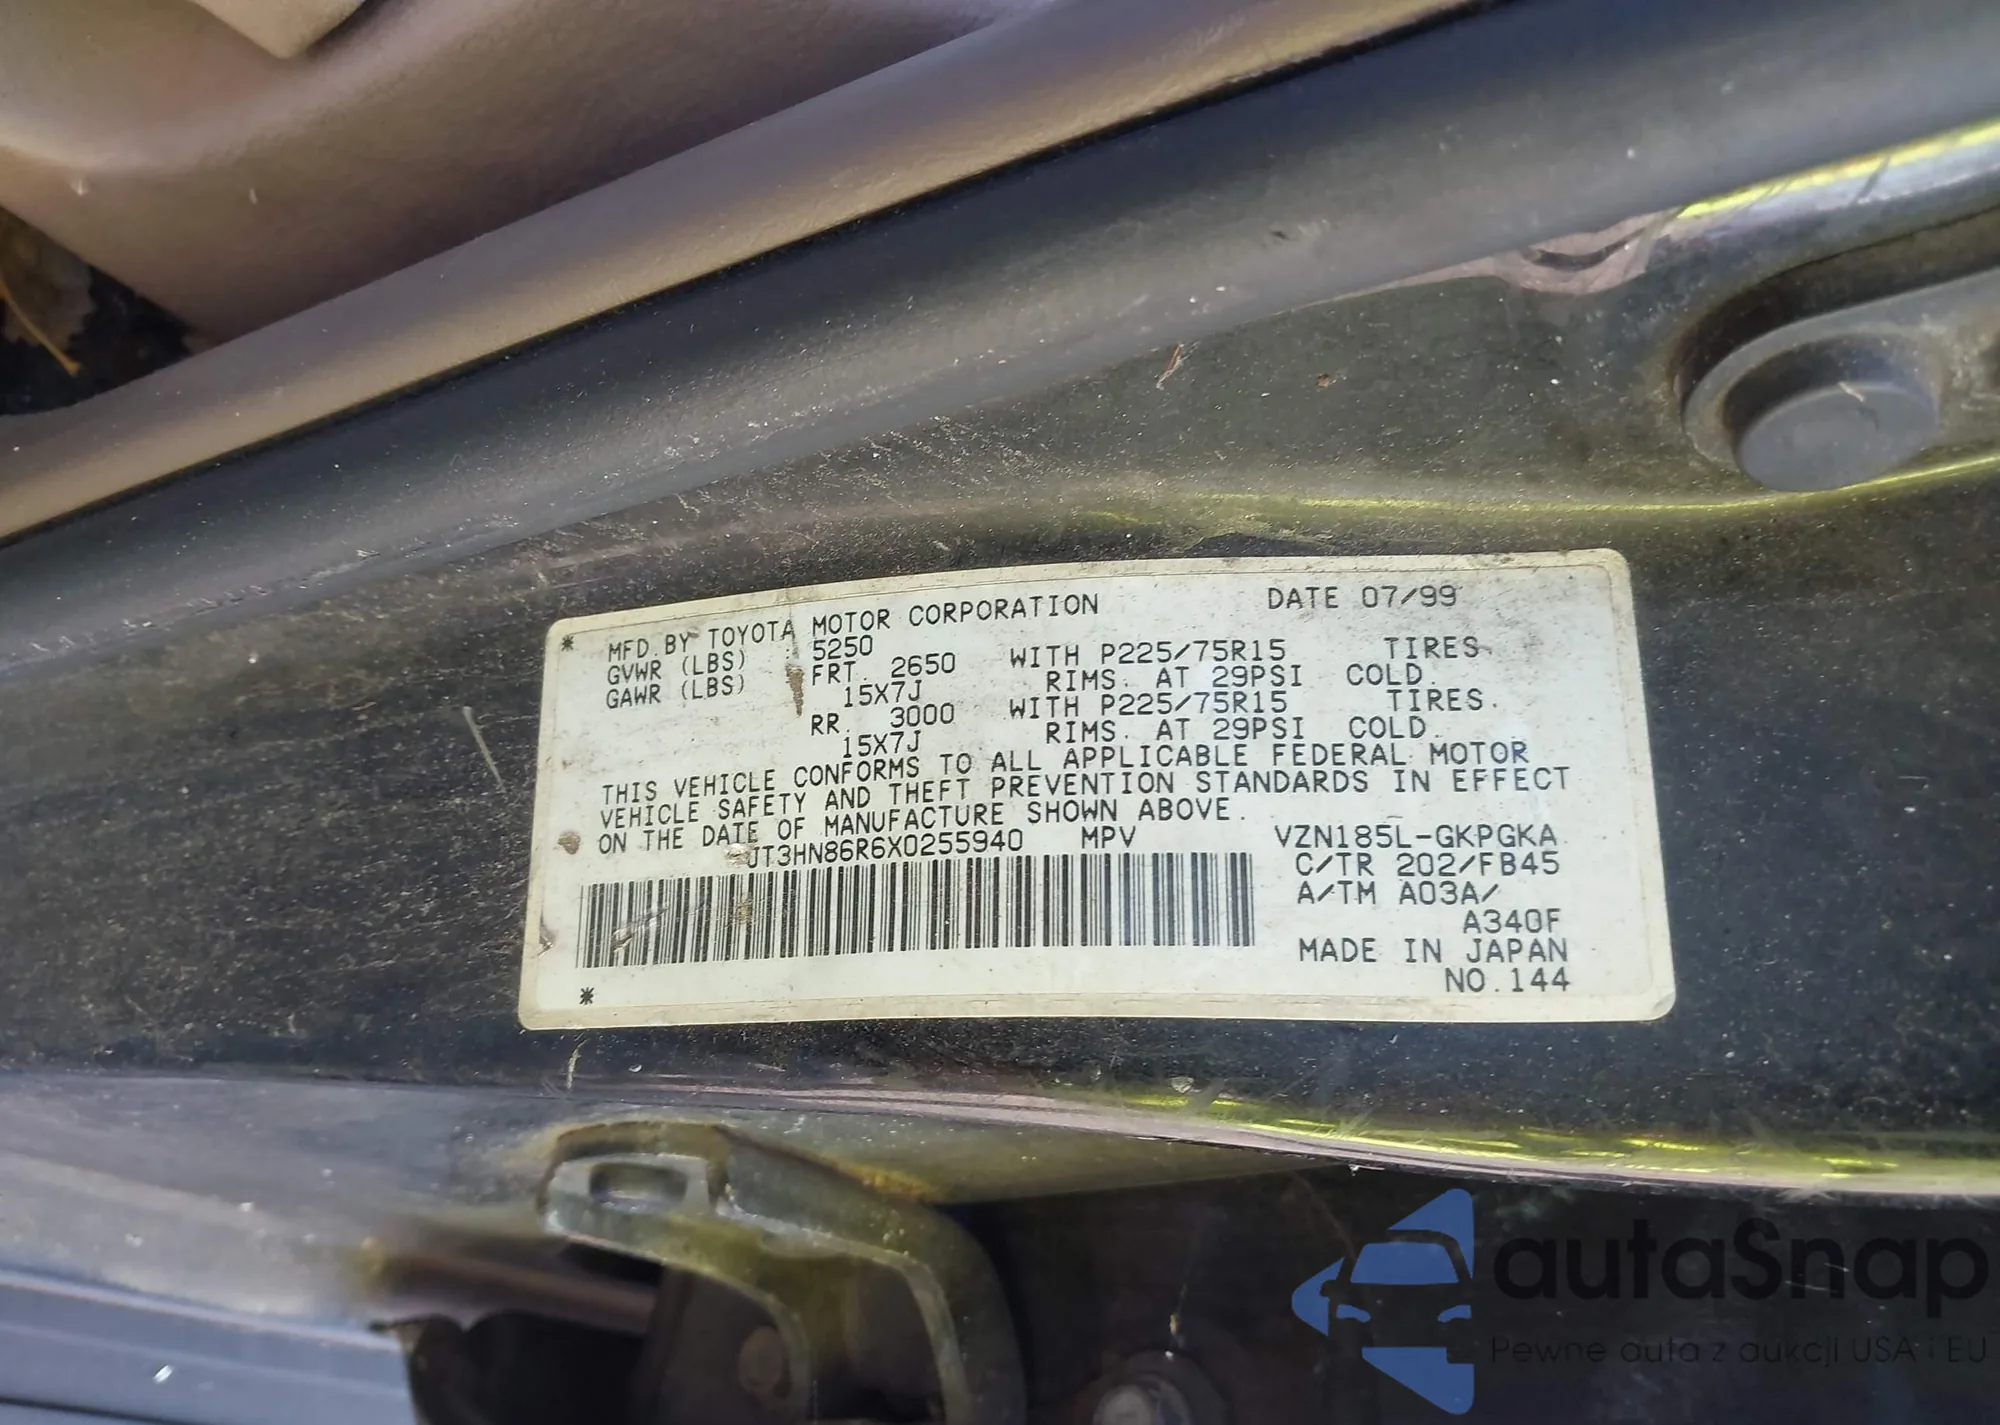 * MFD. BY TOYOTA MOTOR CORPORATION DATE 07/99
GVWR (LBS) : 5250
GAWR (LBS) FRT. 2650 WITH P225/75R15 TIRES
15X7J RIMS. AT 29PSI COLD.
RR. 3000 WITH P225/75R15 TIRES.
15X7J RIMS. AT 29PSI COLD.
THIS VEHICLE CONFORMS TO ALL APPLICABLE FEDERAL MOTOR
VEHICLE SAFETY AND THEFT PREVENTION STANDARDS IN EFFECT
ON THE DATE OF MANUFACTURE SHOWN ABOVE.
JT3HN86R6X0255940 MPV VZN185L-GKPGKA
C/TR 202/FB45
A/TM A03A/
A340F
MADE IN JAPAN
* NO.144
autaSnap
Pewne auta z aukcji USA i EU